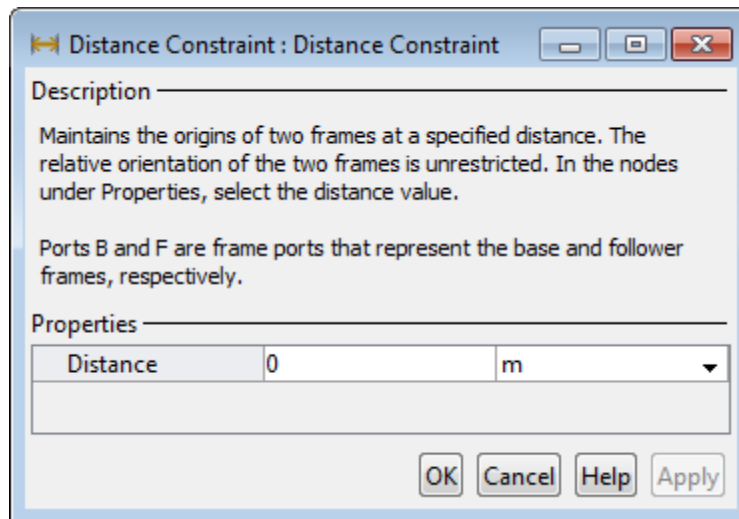 Distance Constraint : Distance Constraint
Description
Maintains the origins of two frames at a specified distance. The
relative orientation of the two frames is unrestricted. In the nodes
under Properties, select the distance value.
Ports B and F are frame ports that represent the base and follower
frames, respectively.
Properties
Distance 0 m
OK Cancel Help Apply